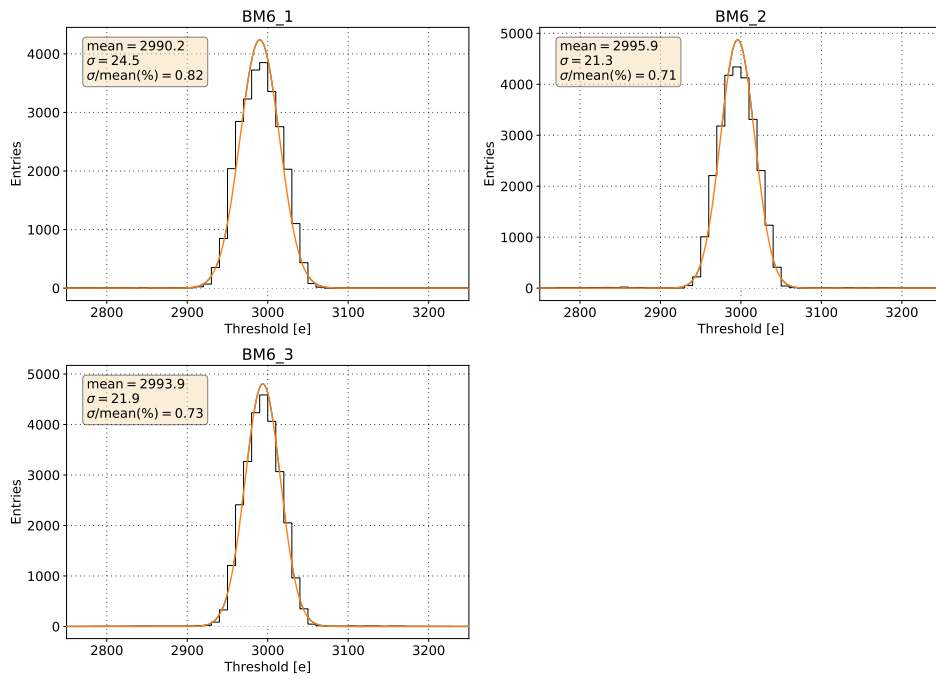 BM6_1
mean = 2990.2
σ = 24.5
σ/mean(%) = 0.82
Entries
4000
3000
2000
1000
0
2800 2900 3000 3100 3200
Threshold [e]
BM6_2
mean = 2995.9
σ = 21.3
σ/mean(%) = 0.71
Entries
5000
4000
3000
2000
1000
0
2800 2900 3000 3100 3200
Threshold [e]
BM6_3
mean = 2993.9
σ = 21.9
σ/mean(%) = 0.73
Entries
5000
4000
3000
2000
1000
0
2800 2900 3000 3100 3200
Threshold [e]